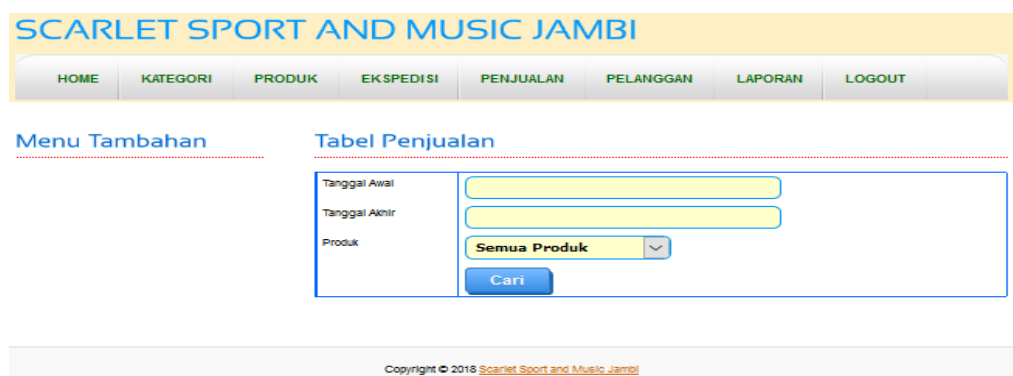 SCARLET SPORT AND MUSIC JAMBI
HOME KATEGORI PRODUK EKSPEDISI PENJUALAN PELANGGAN LAPORAN LOGOUT
Menu Tambahan
Tabel Penjualan
Tanggal Awal
Tanggal Akhir
Produk Semua Produk
Cari
Copyright © 2018 Scarlet Sport and Music Jambi